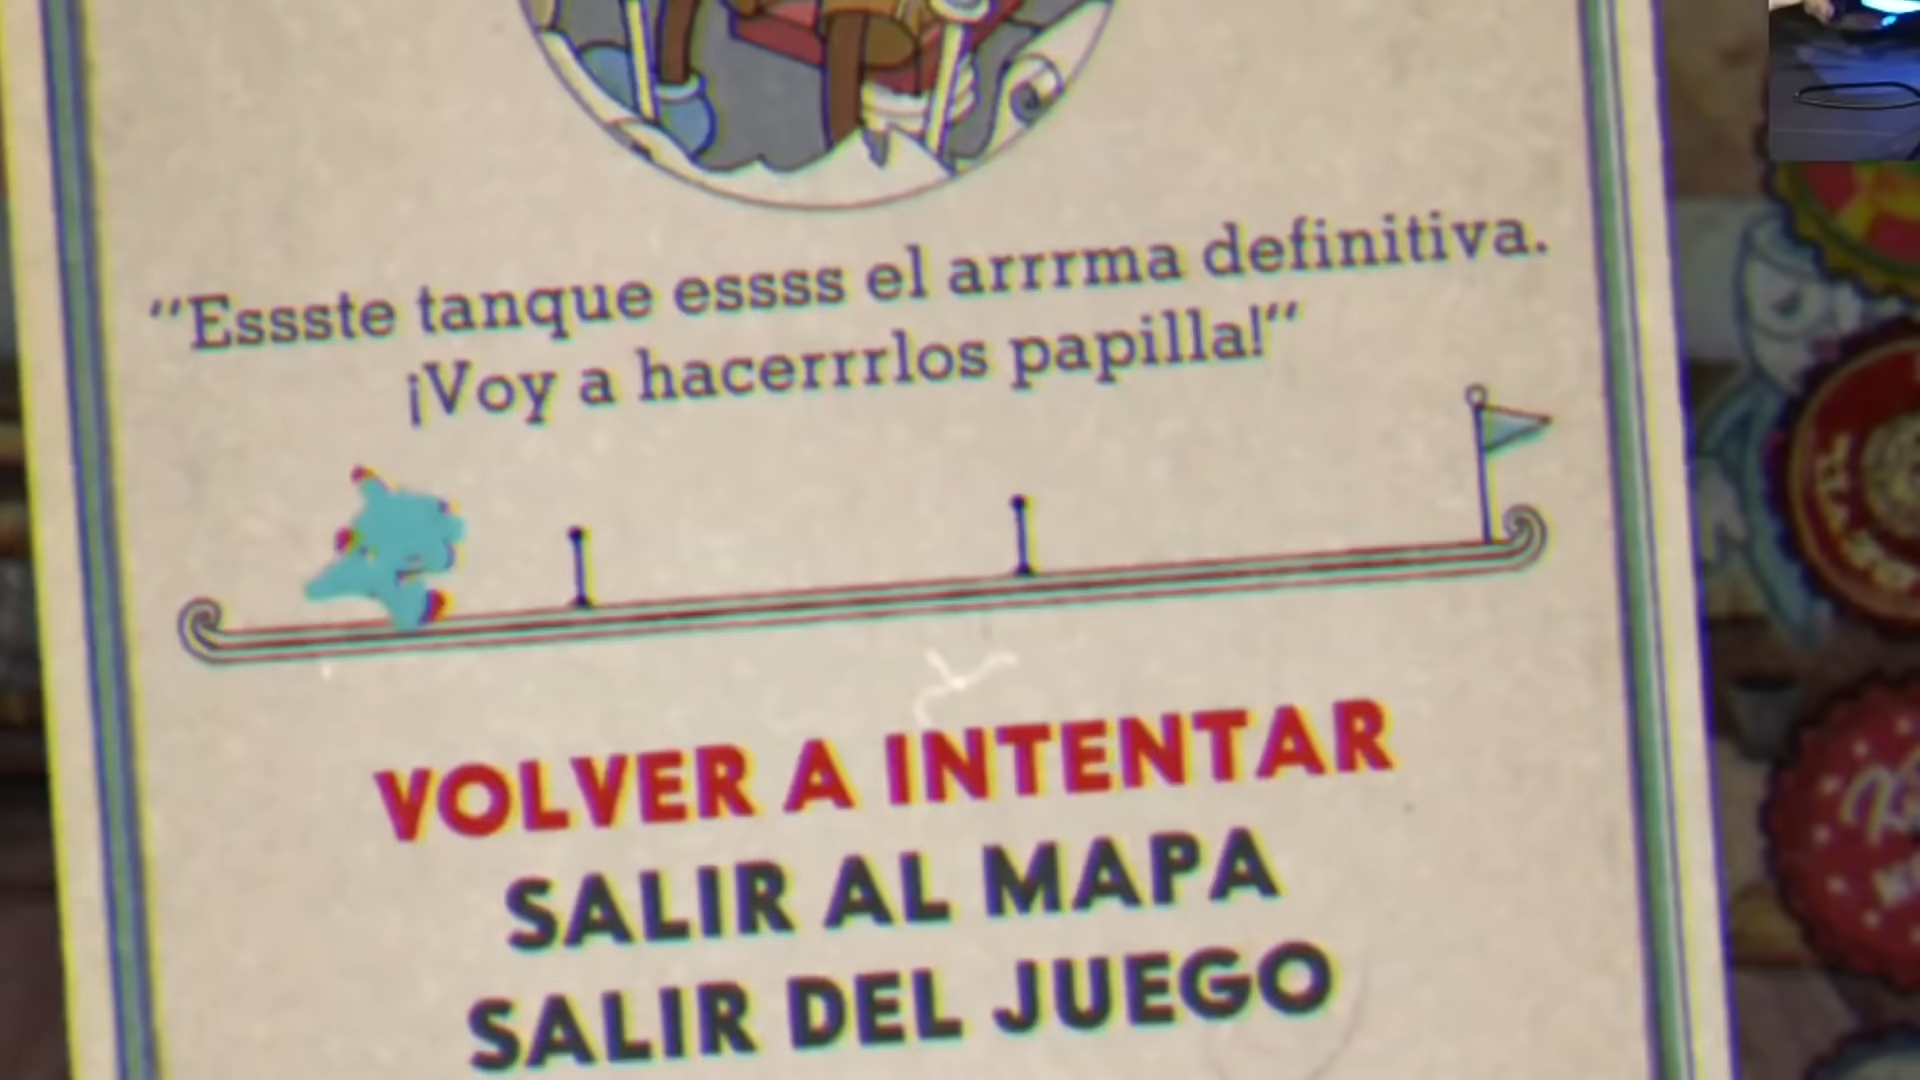 “Essste tanque essss el arrrma definitiva.
¡Voy a hacerrrlos papilla!“
VOLVER A INTENTAR
SALIR AL MAPA
SALIR DEL JUEGO